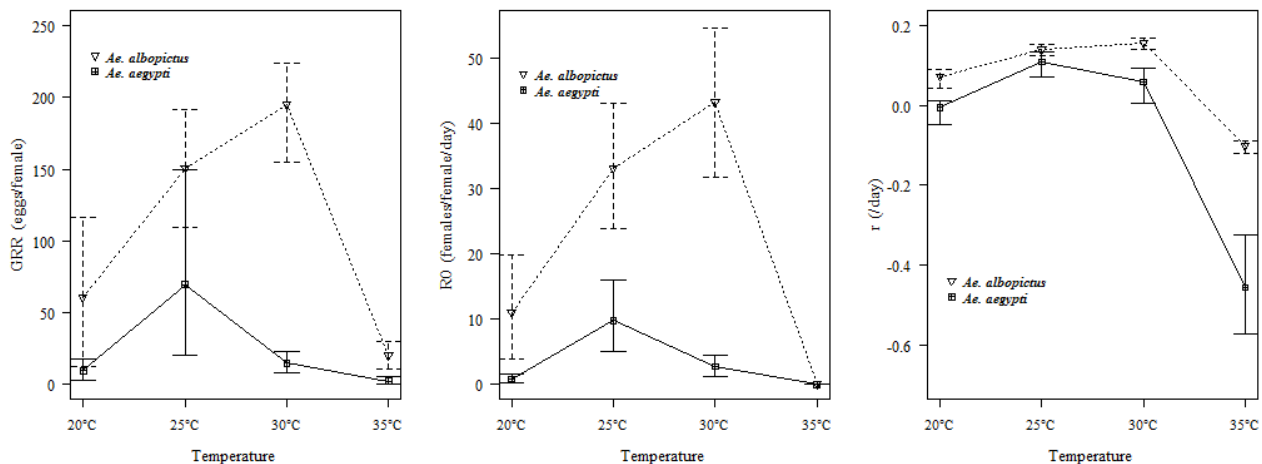 250
200
150
100
50
0
GRR (eggs/female)
Ae. albopictus
Ae. aegypti
20°C 25°C 30°C 35°C
Temperature
50
40
30
20
10
0
R0 (females/female/day)
Ae. albopictus
Ae. aegypti
20°C 25°C 30°C 35°C
Temperature
0.2
0.0
-0.2
-0.4
-0.6
r (/day)
Ae. albopictus
Ae. aegypti
20°C 25°C 30°C 35°C
Temperature